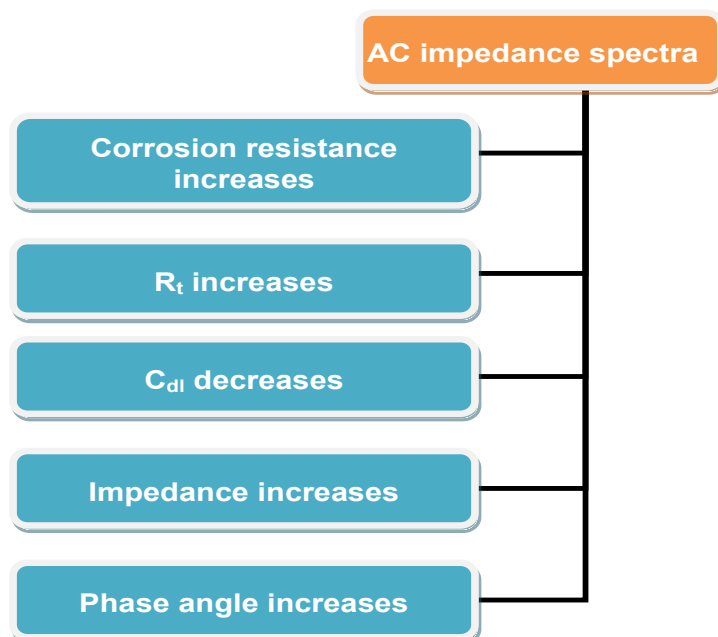 AC impedance spectra
Corrosion resistance
increases
Rt increases
Cdl decreases
Impedance increases
Phase angle increases